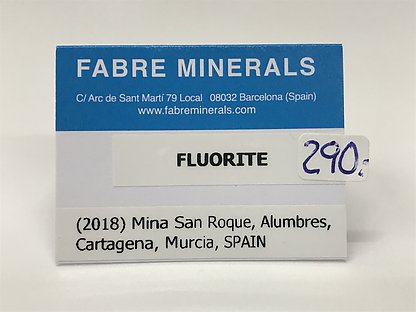 FABRE MINERALS
C/ Arc de Sant Martí 79 Local 08032 Barcelona (Spain)
www.fabreminerals.com
FLUORITE
290.-
(2018) Mina San Roque, Alumbres,
Cartagena, Murcia, SPAIN